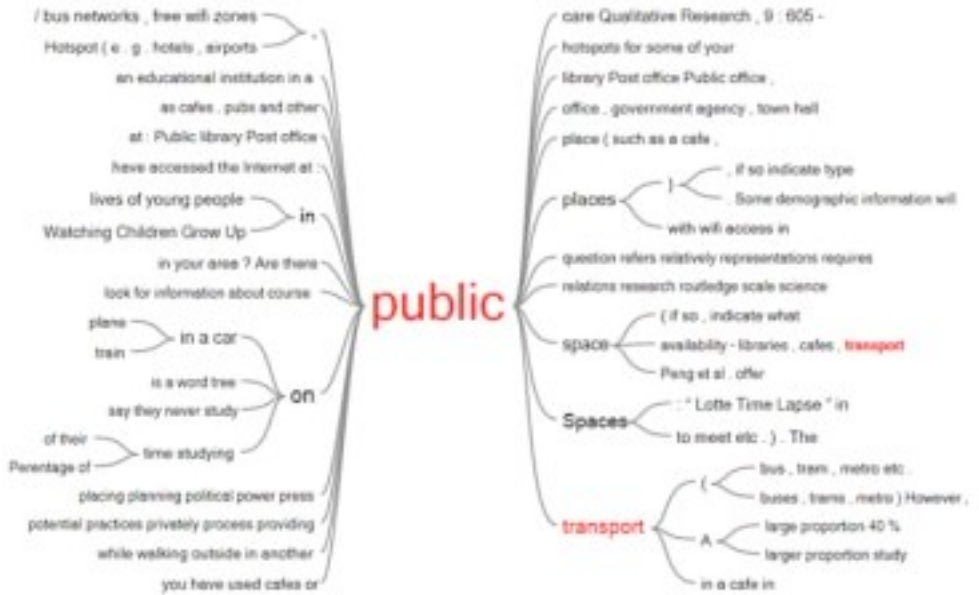 / bus networks , free wifi zones
Hotspot ( e . g . hotels , airports
,
an educational institution in a
as cafes , pubs and other
at : Public library Post office
have accessed the Internet at :
lives of young people
Watching Children Grow Up
in
in your area ? Are there
look for information about course
plane
train
in a car
is a word tree
say they never study
on
of their
Perentage of
time studying
placing planning political power press
potential practices privately process providing
while walking outside in another
you have used cafes or
public
care Qualitative Research , 9 : 605 -
hotspots for some of your
library Post office Public office ,
office , government agency , town hall
place ( such as a cafe ,
places
)
, if so indicate type
. Some demographic information will
with wifi access in
question refers relatively representations requires
relations research routledge scale science
space
( if so , indicate what
availability - libraries , cafes , transport
Peng et al . offer
Spaces
: " Lotte Time Lapse " in
to meet etc . ) . The
transport
(
bus , tram , metro etc .
buses , trams , metro ) However ,
A
large proportion 40 %
larger proportion study
in a cafe in